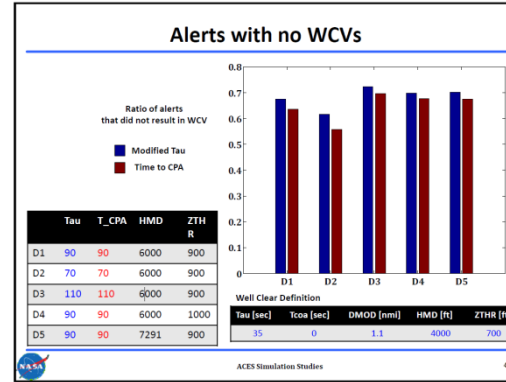 Alerts with no WCVs
Ratio of alerts
that did not result in WCV
Modified Tau
Time to CPA
0.8
0.7
0.6
0.5
0.4
0.3
0.2
0.1
0
D1 D2 D3 D4 D5
Tau T_CPA HMD ZTH
R
D1 90 90 6000 900
D2 70 70 6000 900
D3 110 110 6000 900
D4 90 90 6000 1000
D5 90 90 7291 900
Well Clear Definition
Tau [sec] Tcoa [sec] DMOD [nmi] HMD [ft] ZTHR [ft
35 0 1.1 4000 700
NASA
ACES Simulation Studies
4